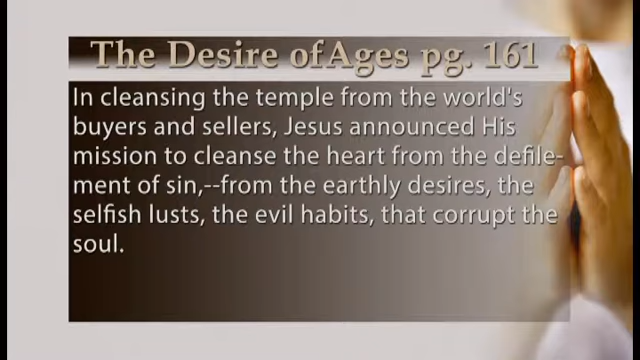 The Desire of Ages pg. 161
In cleansing the temple from the world's
buyers and sellers, Jesus announced His
mission to cleanse the heart from the defile-
ment of sin,--from the earthly desires, the
selfish lusts, the evil habits, that corrupt the
soul.